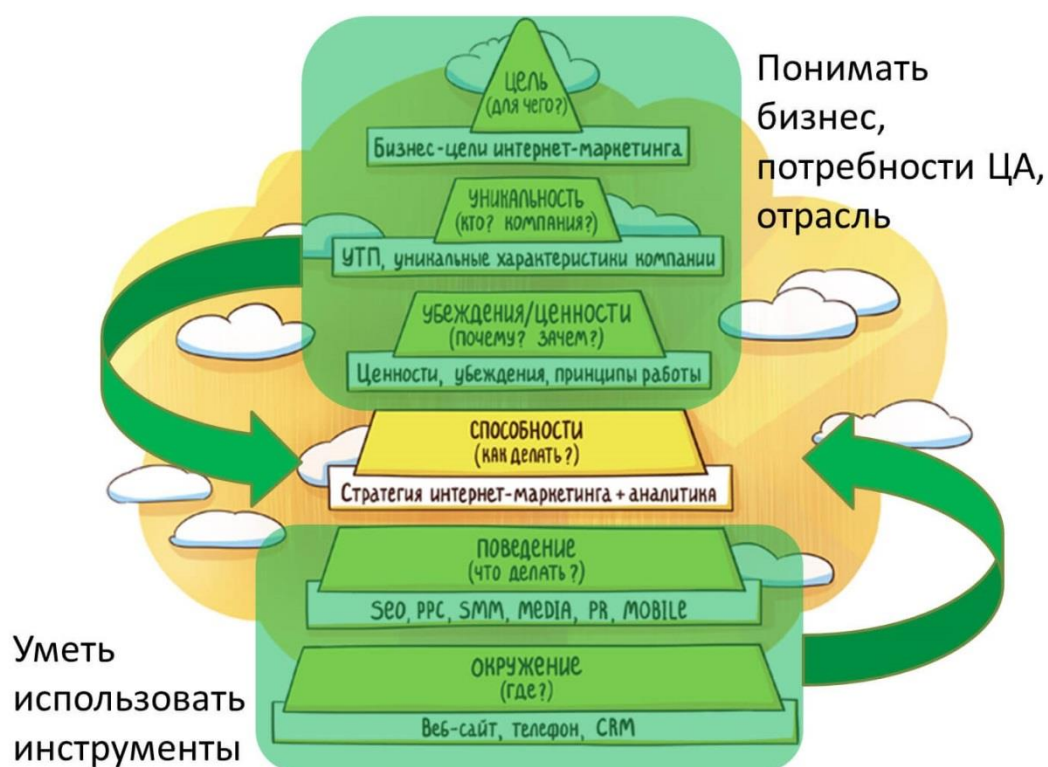 ЦЕЛЬ
(ДЛЯ ЧЕГО?)
Бизнес-цели интернет-маркетинга
УНИКАЛЬНОСТЬ
(КТО? КОМПАНИЯ?)
УТП, уникальные характеристики компании
УБЕЖДЕНИЯ/ЦЕННОСТИ
(ПОЧЕМУ? ЗАЧЕМ?)
Ценности, убеждения, принципы работы
СПОСОБНОСТИ
(КАК ДЕЛАТЬ?)
Стратегия интернет-маркетинга + аналитика
ПОВЕДЕНИЕ
(ЧТО ДЕЛАТЬ?)
SEO, PPC, SMM, MEDIA, PR, MOBILE
ОКРУЖЕНИЕ
(ГДЕ?)
Веб-сайт, телефон, CRM
Понимать
бизнес,
потребности ЦА,
отрасль
Уметь
использовать
инструменты